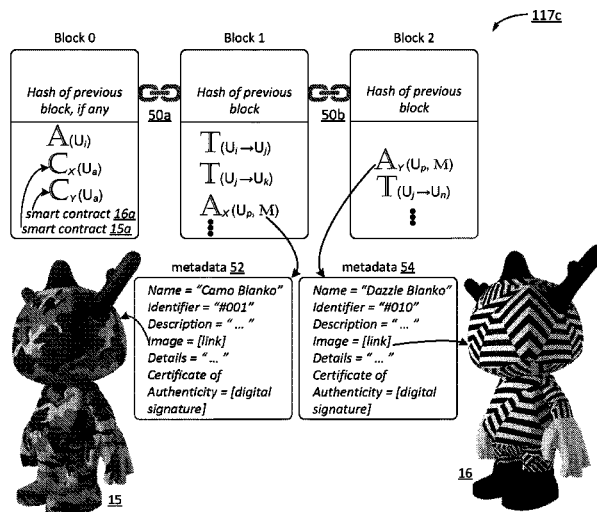 117c
Block 0
Block 1
Block 2
Hash of previous
block, if any
Hash of previous
block
Hash of previous
block
50a
50b
𝔸(Uᵢ)
ℂX(Uₐ)
ℂY(Uₐ)
smart contract 16a
smart contract 15a
𝕋(Uᵢ→Uⱼ)
𝕋(Uⱼ→Uₖ)
𝔸X(Uₚ, M)
𝔸Y(Uₚ, M)
𝕋(Uⱼ→Uₙ)
metadata 52
Name = “Camo Blanko”
Identifier = “#001”
Description = “ ... ”
Image = [link]
Details = “ ... ”
Certificate of
Authenticity = [digital
signature]
metadata 54
Name = “Dazzle Blanko”
Identifier = “#010”
Description = “ ... ”
Image = [link]
Details = “ ... ”
Certificate of
Authenticity = [digital
signature]
15
16